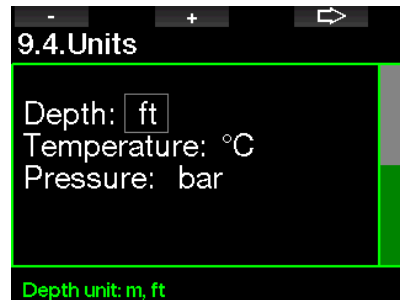 - +
9.4.Units
Depth: ft
Temperature: °C
Pressure: bar
Depth unit: m, ft